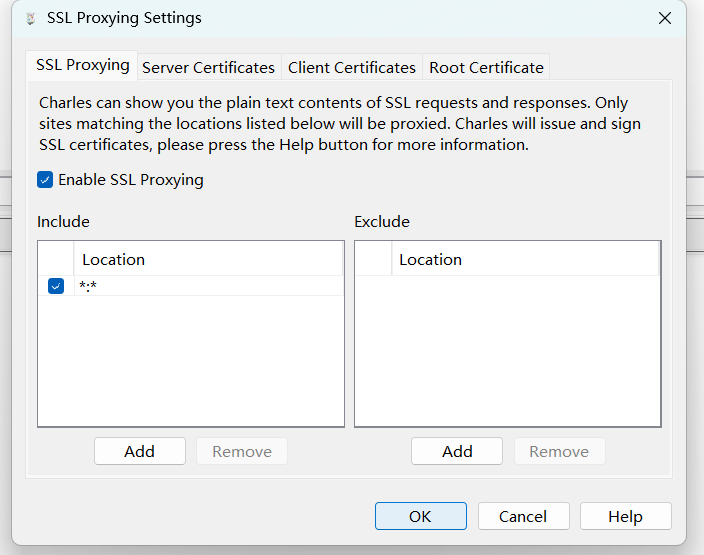 SSL Proxying Settings
SSL Proxying
Server Certificates
Client Certificates
Root Certificate
Charles can show you the plain text contents of SSL requests and responses. Only
sites matching the locations listed below will be proxied. Charles will issue and sign
SSL certificates, please press the Help button for more information.
Enable SSL Proxying
Include
Exclude
Location
Location
*:*
Add
Remove
Add
Remove
OK
Cancel
Help